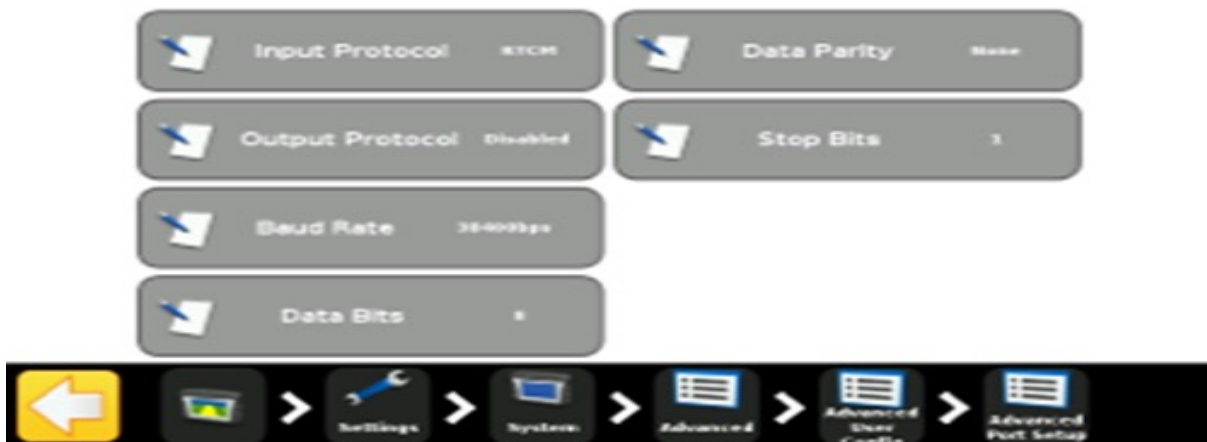 Input Protocol RTCM
Data Parity None
Output Protocol Disabled
Stop Bits 1
Baud Rate 38400bps
Data Bits 8
Settings
System
Advanced
Advanced
User
Config
Advanced
Port Setup